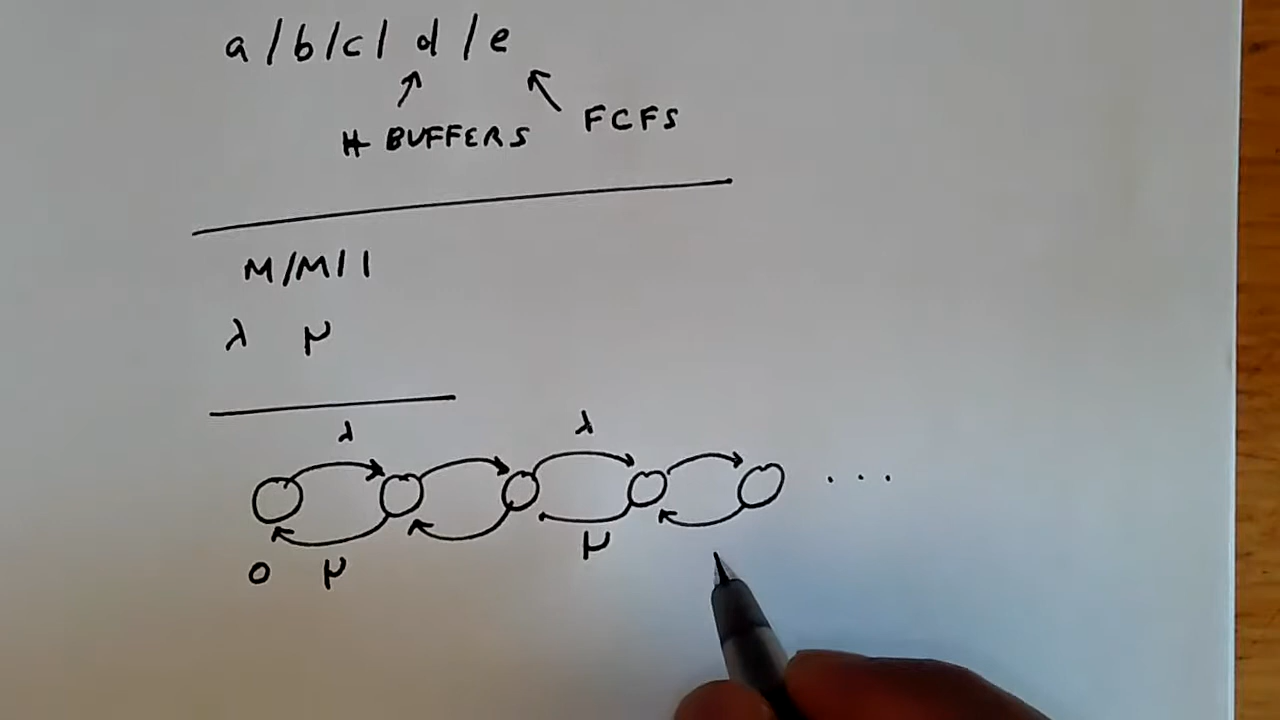 a/b/c/d/e
# BUFFERS FCFS
M/M/1
λ μ
λ λ
...
0 μ μ